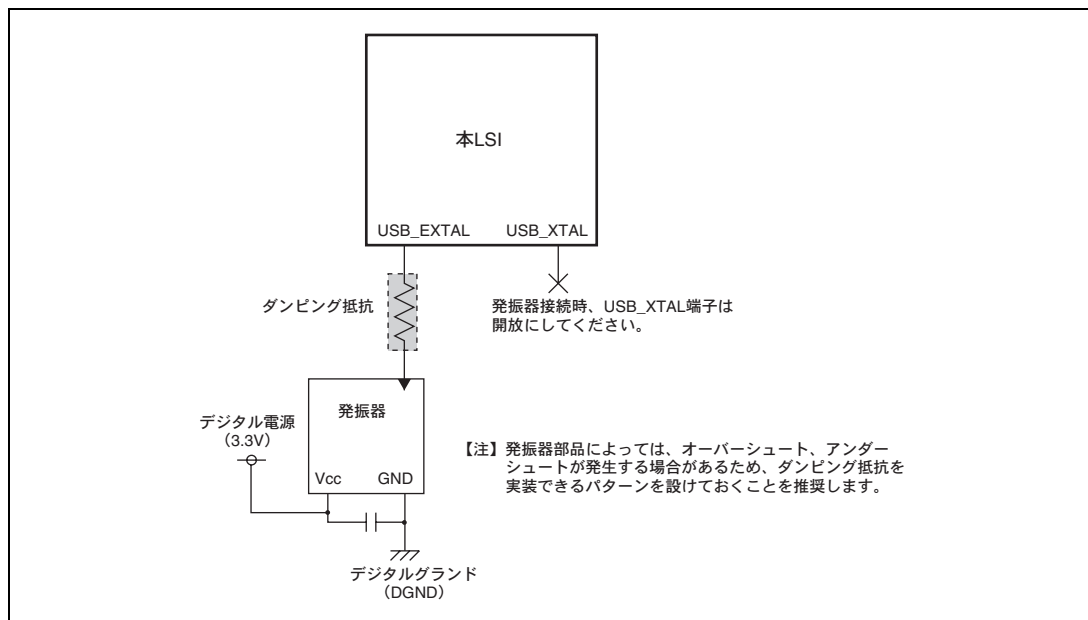 本LSI
USB_EXTAL
USB_XTAL
ダンピング抵抗
発振器接続時、USB_XTAL端子は
開放にしてください。
発振器
デジタル電源
（3.3V）
Vcc
GND
【注】発振器部品によっては、オーバーシュート、アンダー
シュートが発生する場合があるため、ダンピング抵抗を
実装できるパターンを設けておくことを推奨します。
デジタルグランド
（DGND）